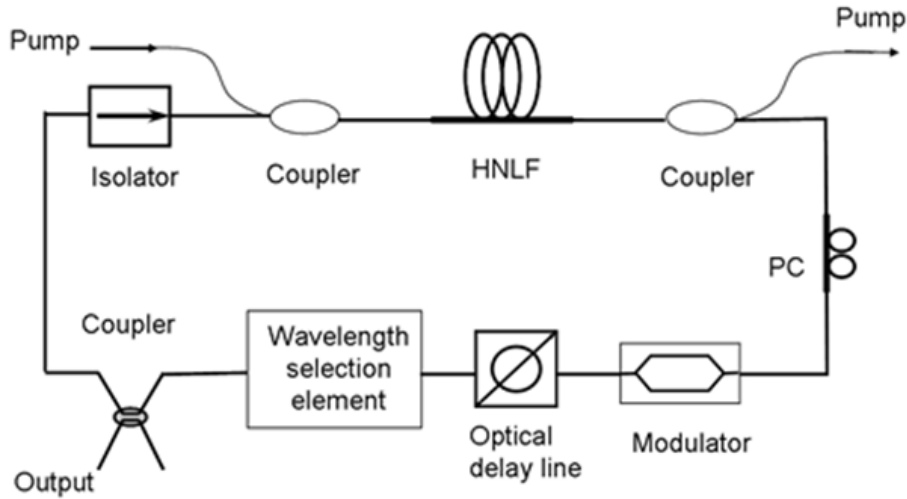 Pump
Pump
Isolator
Coupler
HNLF
Coupler
PC
Coupler
Wavelength
selection
element
Optical
delay line
Modulator
Output